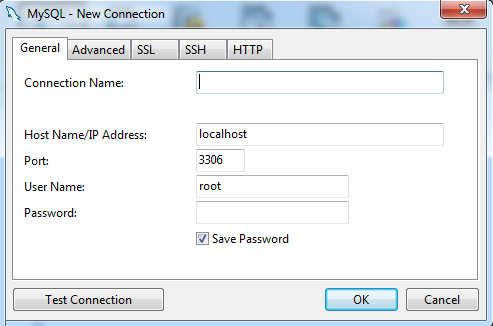 MySQL - New Connection
General Advanced SSL SSH HTTP
Connection Name:
Host Name/IP Address: localhost
Port: 3306
User Name: root
Password:
Save Password
Test Connection OK Cancel